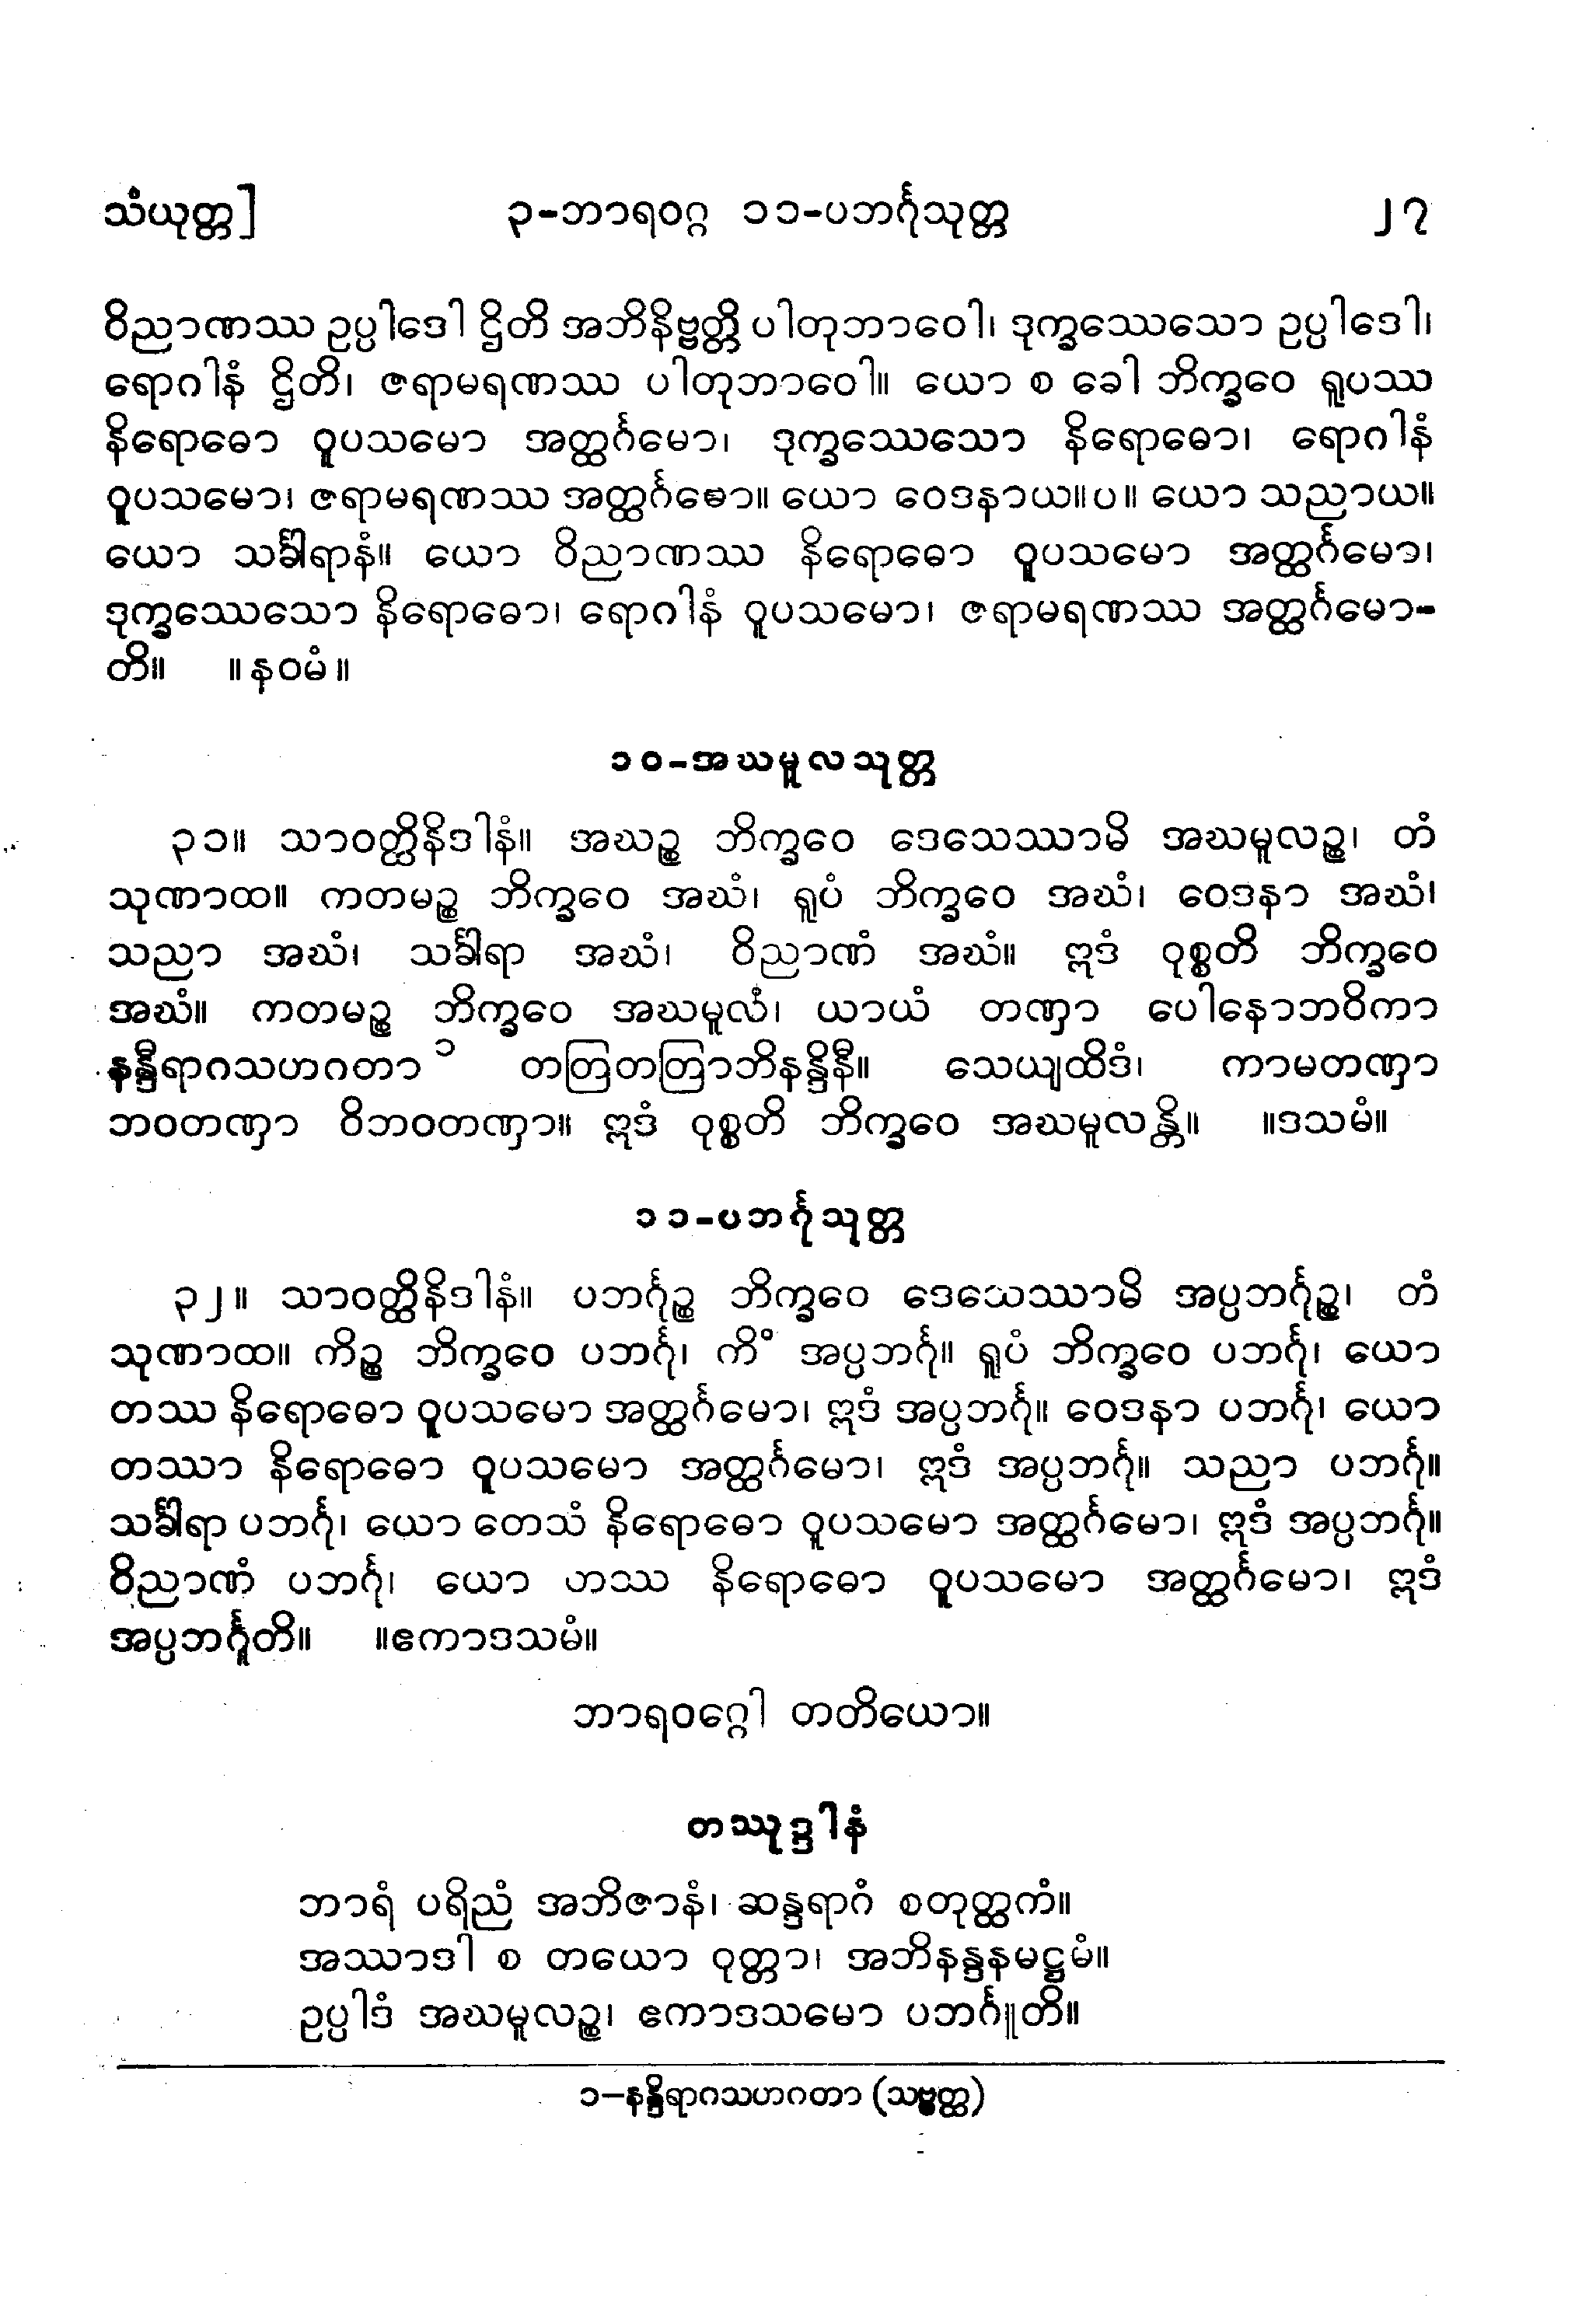 သံယုတ္တ] ၃-ဘာရဝဂ္ဂ ၁၁-ပဘင်္ဂုသုတ္တ ၂၇
ဝိညာဏဿ ဥပ္ပါဒေါ ဌိတိ အဘိနိဗ္ဗတ္တိ ပါတုဘာဝေါ၊ ဒုက္ခဿေသော ဥပ္ပါဒေါ၊
ရောဂါနံ ဌိတိ၊ ဇရာမရဏဿ ပါတုဘာဝေါ။ ယော စ ခေါ ဘိက္ခဝေ ရူပဿ
နိရောဓော ဝူပသမော အတ္ထင်္ဂမော၊ ဒုက္ခဿေသော နိရောဓော၊ ရောဂါနံ
ဝူပသမော၊ ဇရာမရဏဿ အတ္ထင်္ဂမော။ ယော ဝေဒနာယ။ပ။ ယော သညာယ။
ယော သင်္ခါရာနံ။ ယော ဝိညာဏဿ နိရောဓော ဝူပသမော အတ္ထင်္ဂမော၊
ဒုက္ခဿေသော နိရောဓော၊ ရောဂါနံ ဝူပသမော၊ ဇရာမရဏဿ အတ္ထင်္ဂမော-
တိ။ ။နဝမံ။
၁၀-အဃမူလသုတ္တ
၃၁။ သာဝတ္ထိနိဒါနံ။ အဃဉ္စ ဘိက္ခဝေ ဒေသေဿာမိ အဃမူလဉ္စ၊ တံ
သုဏာထ။ ကတမဉ္စ ဘိက္ခဝေ အဃံ၊ ရူပံ ဘိက္ခဝေ အဃံ၊ ဝေဒနာ အဃံ၊
သညာ အဃံ၊ သင်္ခါရာ အဃံ၊ ဝိညာဏံ အဃံ။ ဣဒံ ဝုစ္စတိ ဘိက္ခဝေ
အဃံ။ ကတမဉ္စ ဘိက္ခဝေ အဃမူလံ၊ ယာယံ တဏှာ ပေါနောဘဝိကာ
နန္ဒီရာဂသဟဂတာ ၁ တတြတတြာဘိနန္ဒိနီ။ သေယျထိဒံ၊ ကာမတဏှာ
ဘဝတဏှာ ဝိဘဝတဏှာ။ ဣဒံ ဝုစ္စတိ ဘိက္ခဝေ အဃမူလန္တိ။ ။ဒသမံ။
၁၁-ပဘင်္ဂုသုတ္တ
၃၂။ သာဝတ္ထိနိဒါနံ။ ပဘင်္ဂုဉ္စ ဘိက္ခဝေ ဒေသေဿာမိ အပ္ပဘင်္ဂုဉ္စ၊ တံ
သုဏာထ။ ကိဉ္စ ဘိက္ခဝေ ပဘင်္ဂု၊ ကိံ အပ္ပဘင်္ဂု။ ရူပံ ဘိက္ခဝေ ပဘင်္ဂု၊ ယော
တဿ နိရောဓော ဝူပသမော အတ္ထင်္ဂမော၊ ဣဒံ အပ္ပဘင်္ဂု။ ဝေဒနာ ပဘင်္ဂု၊ ယော
တဿာ နိရောဓော ဝူပသမော အတ္ထင်္ဂမော၊ ဣဒံ အပ္ပဘင်္ဂု။ သညာ ပဘင်္ဂု။
သင်္ခါရာ ပဘင်္ဂု၊ ယော တေသံ နိရောဓော ဝူပသမော အတ္ထင်္ဂမော၊ ဣဒံ အပ္ပဘင်္ဂု။
ဝိညာဏံ ပဘင်္ဂု၊ ယော တဿ နိရောဓော ဝူပသမော အတ္ထင်္ဂမော၊ ဣဒံ
အပ္ပဘင်္ဂူတိ။ ။ဧကာဒသမံ။
ဘာရဝဂ္ဂေါ တတိယော။
တဿုဒ္ဒါနံ
ဘာရံ ပရိညံ အဘိဇာနံ၊ ဆန္ဒရာဂံ စတုတ္ထကံ။
အဿာဒါ စ တယော ဝုတ္တာ၊ အဘိနန္ဒနမဋ္ဌမံ။
ဥပ္ပါဒံ အဃမူလဉ္စ၊ ဧကာဒသမော ပဘင်္ဂူတိ။
၁-နန္ဒိရာဂသဟဂတာ (သဗ္ဗတ္ထ)